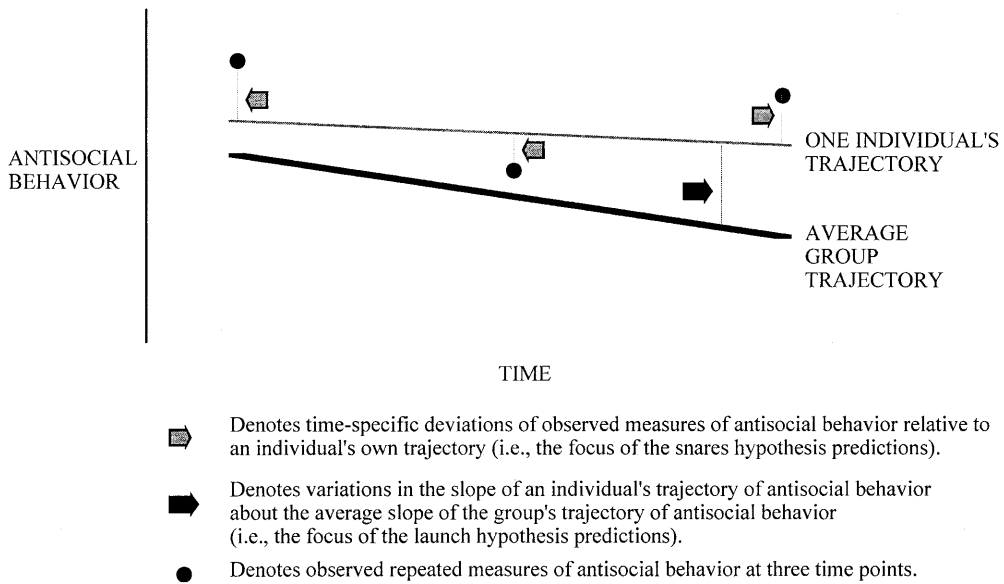 ANTISOCIAL
BEHAVIOR
ONE INDIVIDUAL'S
TRAJECTORY
AVERAGE
GROUP
TRAJECTORY
TIME
Denotes time-specific deviations of observed measures of antisocial behavior relative to
an individual's own trajectory (i.e., the focus of the snares hypothesis predictions).
Denotes variations in the slope of an individual's trajectory of antisocial behavior
about the average slope of the group's trajectory of antisocial behavior
(i.e., the focus of the launch hypothesis predictions).
Denotes observed repeated measures of antisocial behavior at three time points.